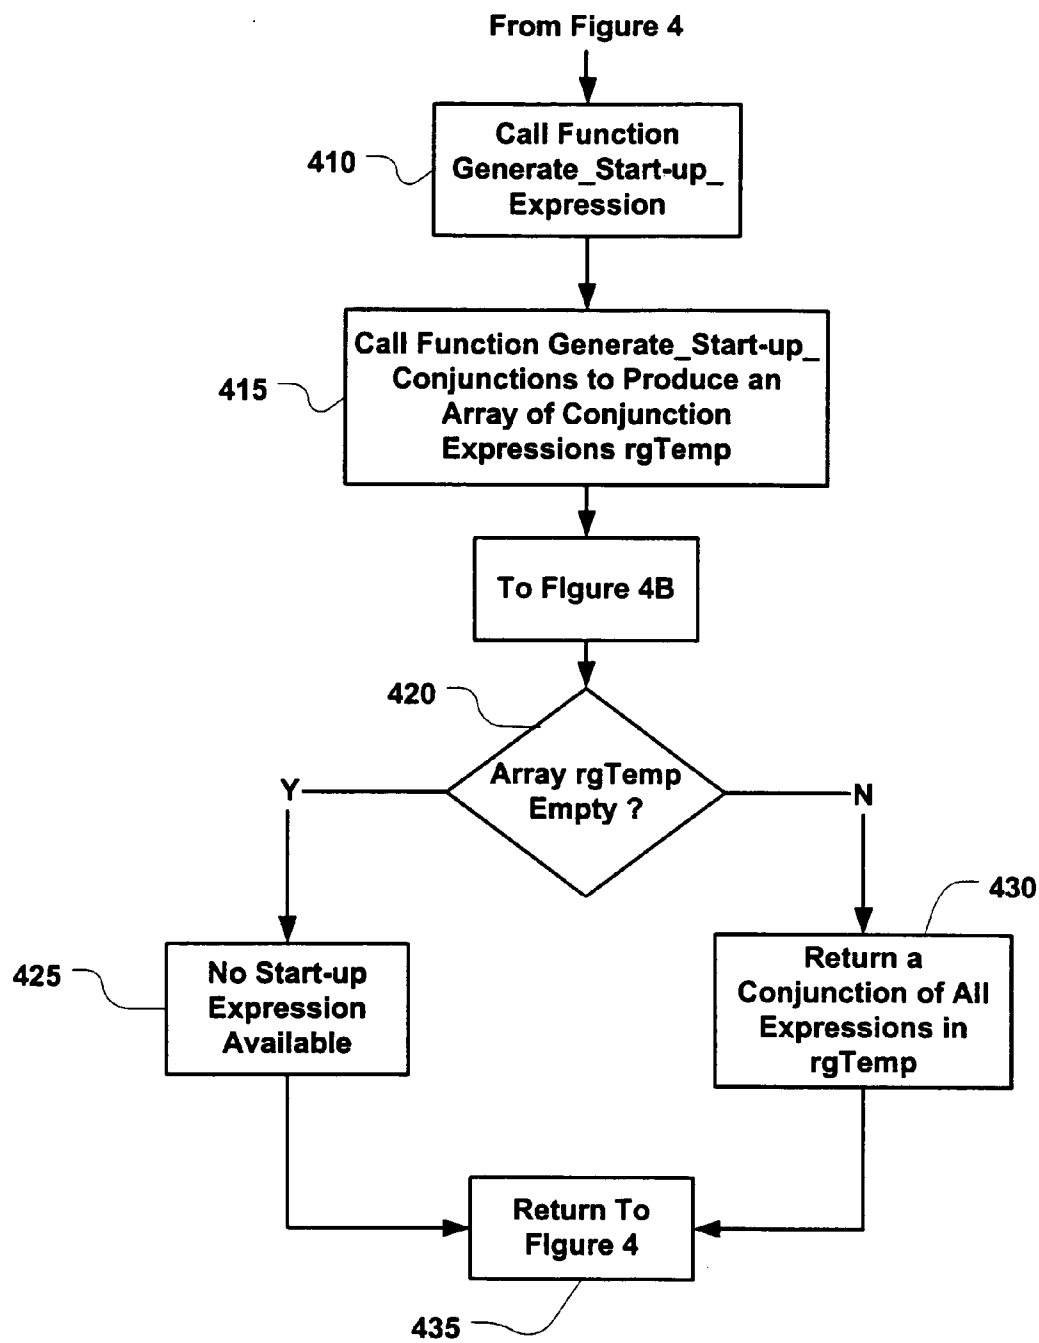 From Figure 4
Call Function
Generate_Start-up_
Expression
410
Call Function Generate_Start-up_
Conjunctions to Produce an
Array of Conjunction
Expressions rgTemp
415
To FIgure 4B
420
Array rgTemp
Empty ?
Y
N
430
425
No Start-up
Expression
Available
Return a
Conjunction of All
Expressions in
rgTemp
Return To
FIgure 4
435